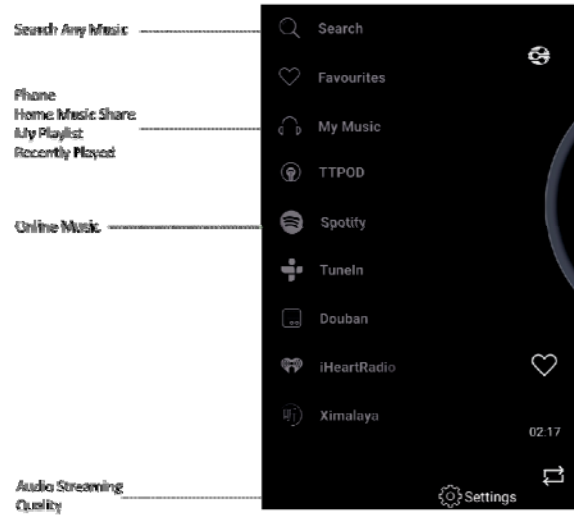 Search Any Music
Search
Favourites
Phone
Home Music Share
My Playlist
Recently Played
My Music
TTPOD
Online Music
Spotify
TuneIn
Douban
iHeartRadio
Ximalaya
02:17
Audio Streaming
Quality
Settings